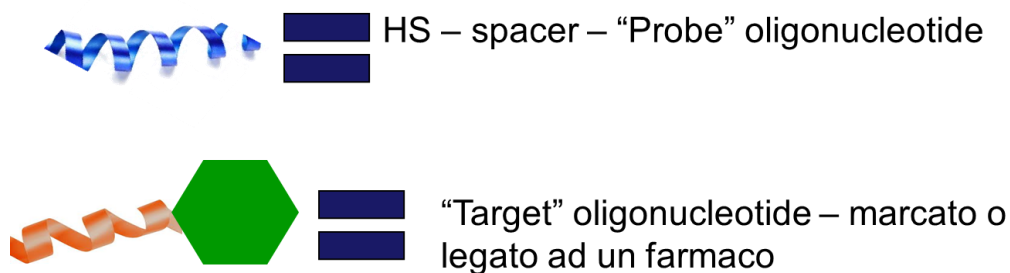 HS – spacer – “Probe” oligonucleotide
“Target” oligonucleotide – marcato o
legato ad un farmaco